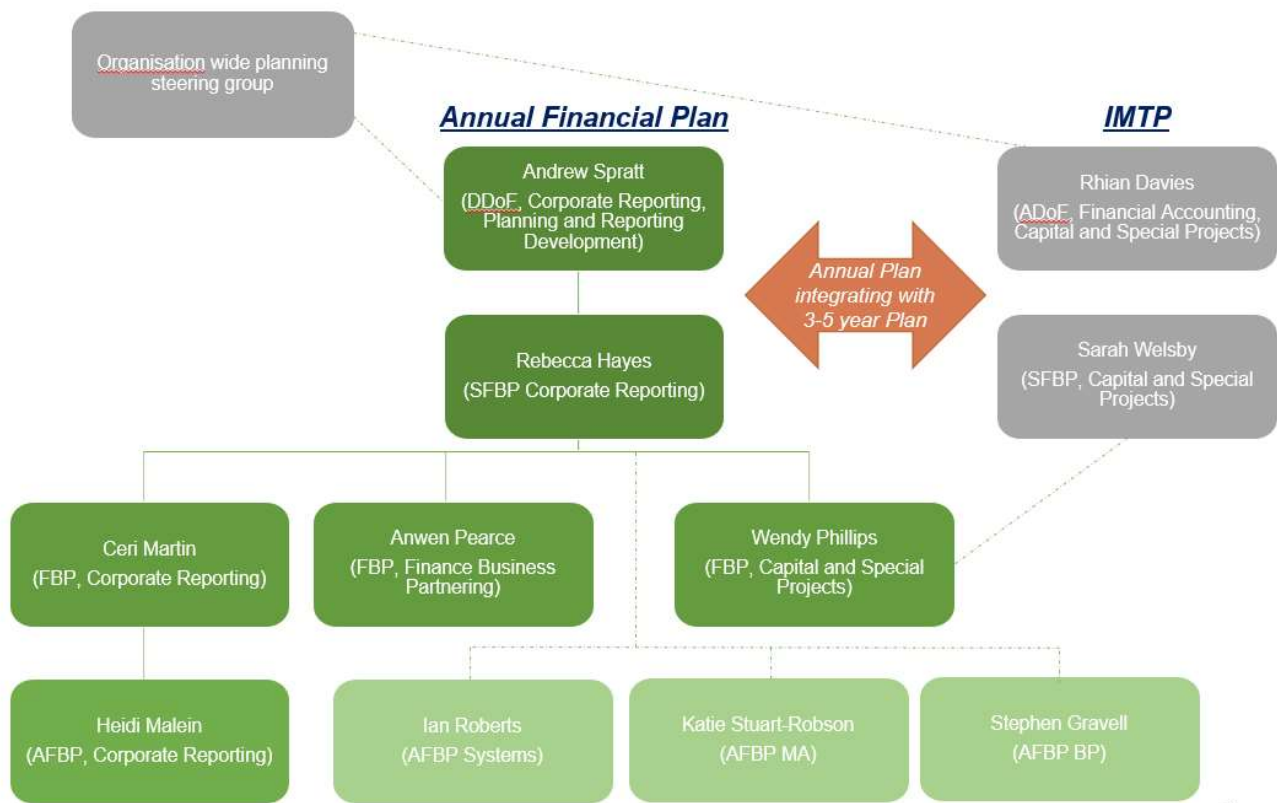 Organisation wide planning
steering group
Annual Financial Plan
IMTP
Andrew Spratt
(DDoF, Corporate Reporting,
Planning and Reporting
Development)
Rhian Davies
(ADoF, Financial Accounting,
Capital and Special Projects)
Annual Plan
integrating with
3-5 year Plan
Rebecca Hayes
(SFBP Corporate Reporting)
Sarah Welsby
(SFBP, Capital and Special
Projects)
Ceri Martin
(FBP, Corporate Reporting)
Anwen Pearce
(FBP, Finance Business
Partnering)
Wendy Phillips
(FBP, Capital and Special
Projects)
Heidi Malein
(AFBP, Corporate Reporting)
Ian Roberts
(AFBP Systems)
Katie Stuart-Robson
(AFBP MA)
Stephen Gravell
(AFBP BP)